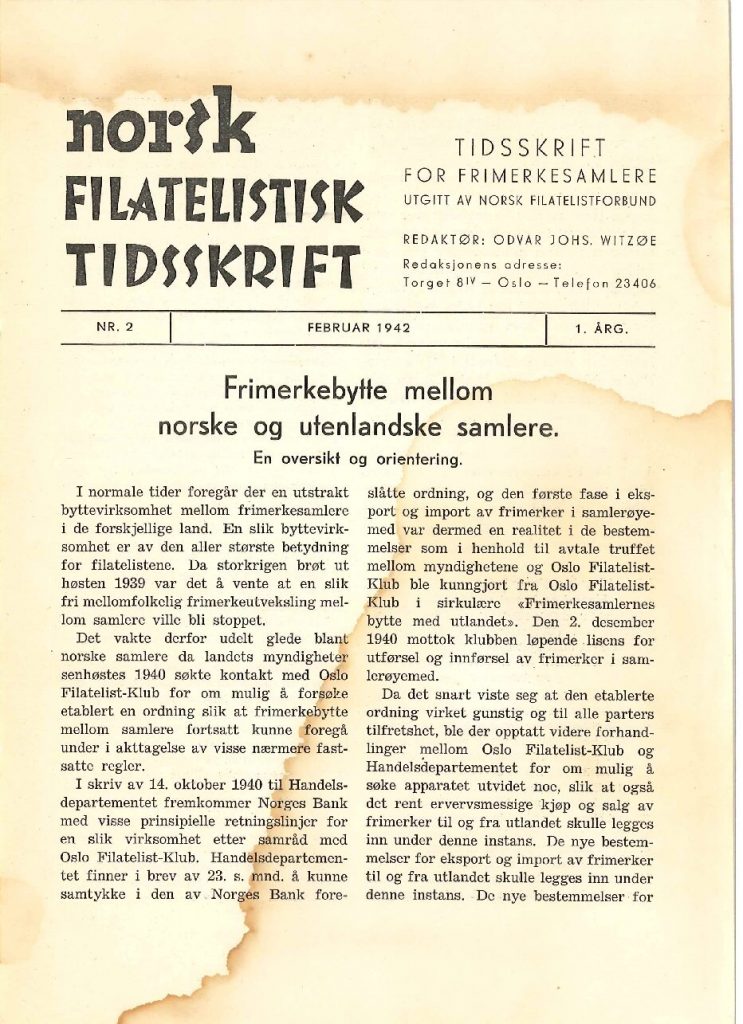 norsk
FILATELISTISK
TIDSSKRIFT
TIDSSKRIFT
FOR FRIMERKESAMLERE
UTGITT AV NORSK FILATELISTFORBUND
REDAKTØR: ODVAR JOHS. WITZØE
Redaksjonens adresse:
Torget 8IV — Oslo — Telefon 23406
NR. 2
FEBRUAR 1942
1. ÅRG.
Frimerkebytte mellom
norske og utenlandske samlere.
En oversikt og orientering.
I normale tider foregår der en utstrakt
byttevirksomhet mellom frimerkesamlere
i de forskjellige land. En slik byttevirk-
somhet er av den aller største betydning
for filatelistene. Da storkrigen brøt ut
høsten 1939 var det å vente at en slik
fri mellomfolkelig frimerkeutveksling mel-
lom samlere ville bli stoppet.
Det vakte derfor udelt glede blant
norske samlere da landets myndigheter
senhøstes 1940 søkte kontakt med Oslo
Filatelist-Klub for om mulig å forsøke
etablert en ordning slik at frimerkebytte
mellom samlere fortsatt kunne foregå
under i akttagelse av visse nærmere fast-
satte regler.
I skriv av 14. oktober 1940 til Handels-
departementet fremkommer Norges Bank
med visse prinsipielle retningslinjer for
en slik virksomhet etter samråd med
Oslo Filatelist-Klub. Handelsdepartemen-
tet finner i brev av 23. s. mnd. å kunne
samtykke i den av Norges Bank fore-
slåtte ordning, og den første fase i eks-
port og import av frimerker i samlerøye-
med var dermed en realitet i de bestem-
melser som i henhold til avtale truffet
mellom myndighetene og Oslo Filatelist-
Klub ble kunngjort fra Oslo Filatelist-
Klub i sirkulære «Frimerkesamlernes
bytte med utlandet». Den 2. desember
1940 mottok klubben løpende lisens for
utførsel og innførsel av frimerker i sam-
lerøyemed.
Da det snart viste seg at den etablerte
ordning virket gunstig og til alle parters
tilfretshet, ble der opptatt videre forhand-
linger mellom Oslo Filatelist-Klub og
Handelsdepartementet for om mulig å
søke apparatet utvidet noe, slik at også
det rent ervervsmessige kjøp og salg av
frimerker til og fra utlandet skulle legges
inn under denne instans. De nye bestem-
melser for eksport og import av frimerker
til og fra utlandet skulle legges inn under
denne instans. De nye bestemmelser for